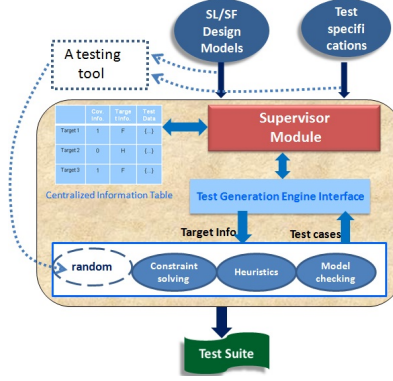 SL/SF
Design
Models
Test
specifi
cations
A testing
tool
Cov
Info.
Targe
t Info.
Test
Data
Target 1 1 F {...}
Target 2 0 H {...}
Target 3 1 F {...}
Centralized Information Table
Supervisor
Module
Test Generation Engine Interface
Target Info
Test cases
random
Constraint
solving
Heuristics
Model
checking
Test Suite